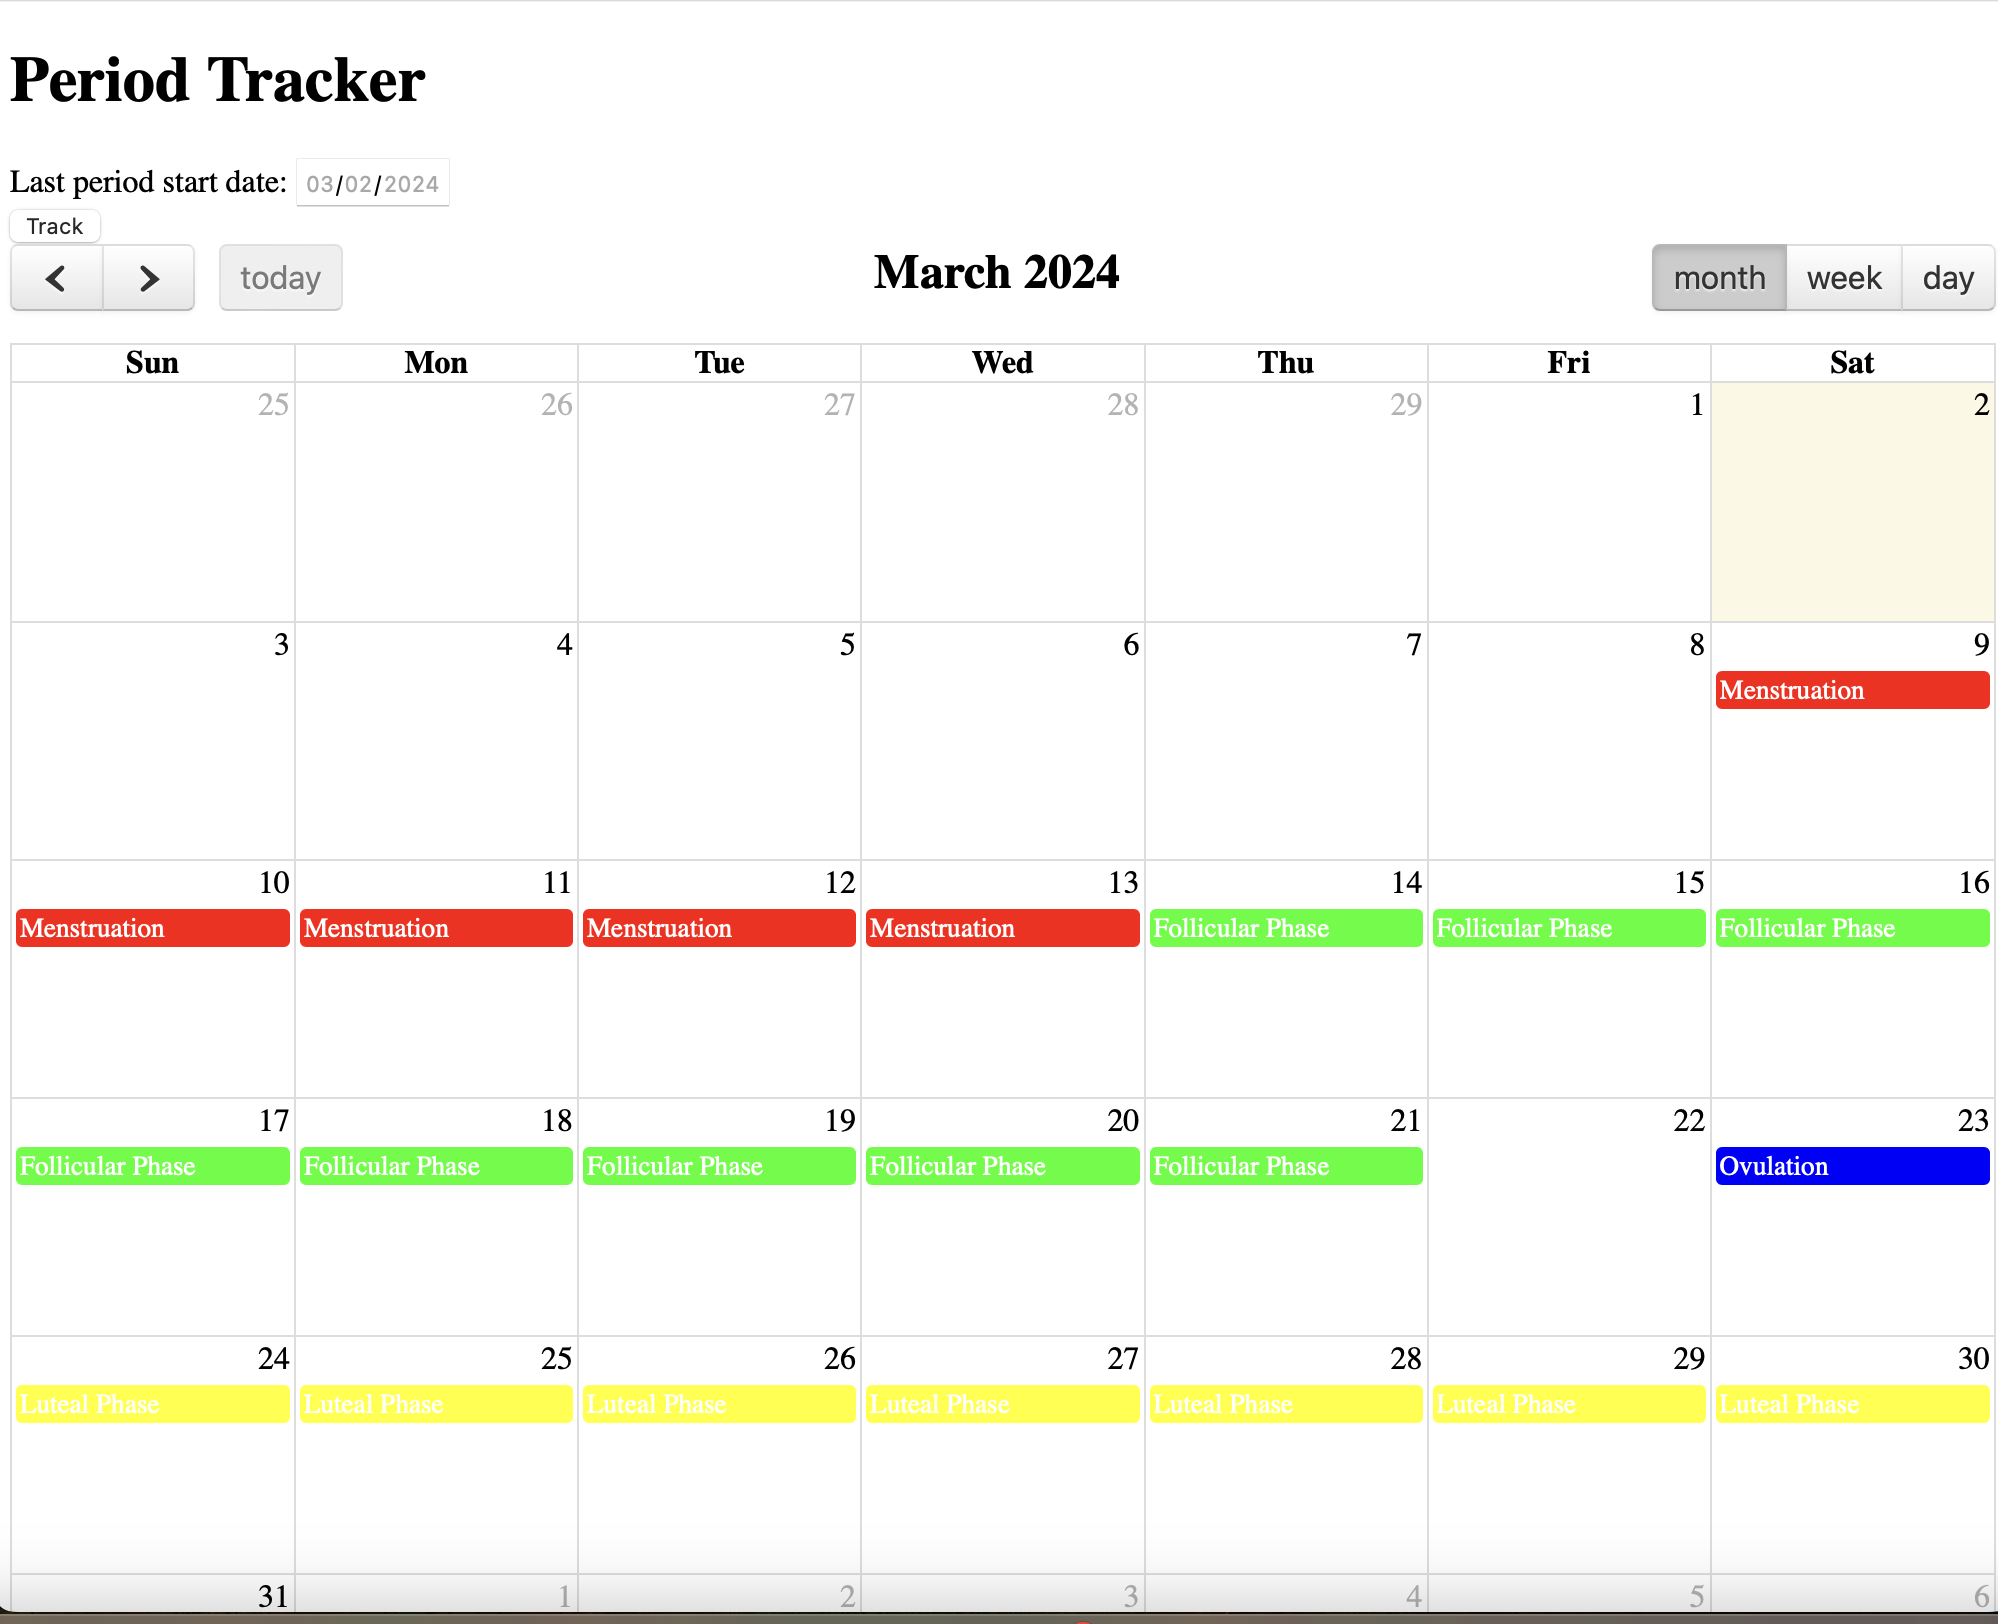 Period Tracker
Last period start date: 03/02/2024
Track
today
March 2024
month week day
Sun Mon Tue Wed Thu Fri Sat
25 26 27 28 29 1 2
3 4 5 6 7 8 9
Menstruation
10 11 12 13 14 15 16
Menstruation Menstruation Menstruation Menstruation Follicular Phase Follicular Phase Follicular Phase
17 18 19 20 21 22 23
Follicular Phase Follicular Phase Follicular Phase Follicular Phase Follicular Phase Ovulation
24 25 26 27 28 29 30
Luteal Phase Luteal Phase Luteal Phase Luteal Phase Luteal Phase Luteal Phase Luteal Phase
31 1 2 3 4 5 6